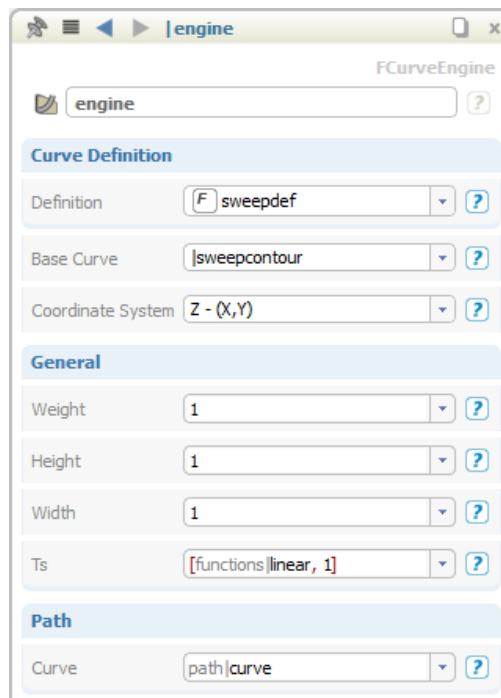 |engine
FCurveEngine
engine
?
Curve Definition
Definition F sweepdef ?
Base Curve |sweepcontour ?
Coordinate System Z - (X,Y) ?
General
Weight 1 ?
Height 1 ?
Width 1 ?
Ts [functions|linear, 1] ?
Path
Curve path|curve ?